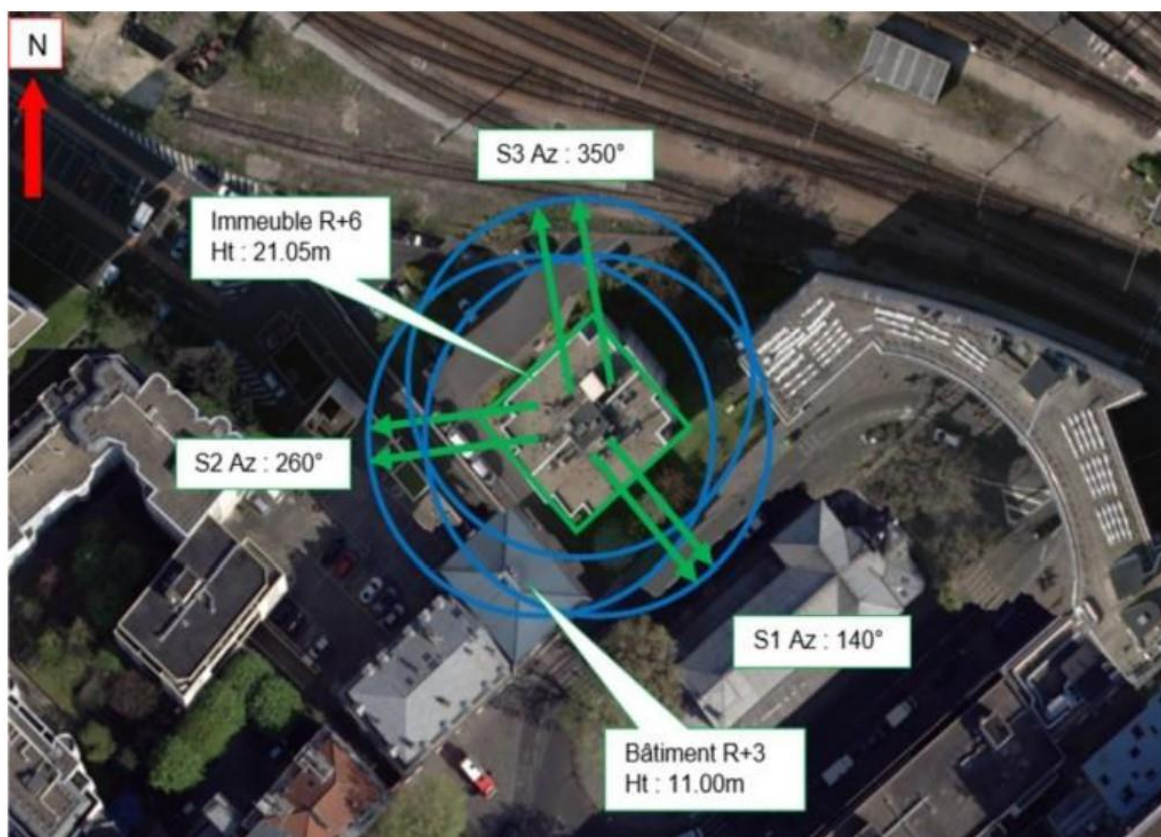 N
S3 Az : 350°
Immeuble R+6
Ht : 21.05m
S2 Az : 260°
S1 Az : 140°
Bâtiment R+3
Ht : 11.00m